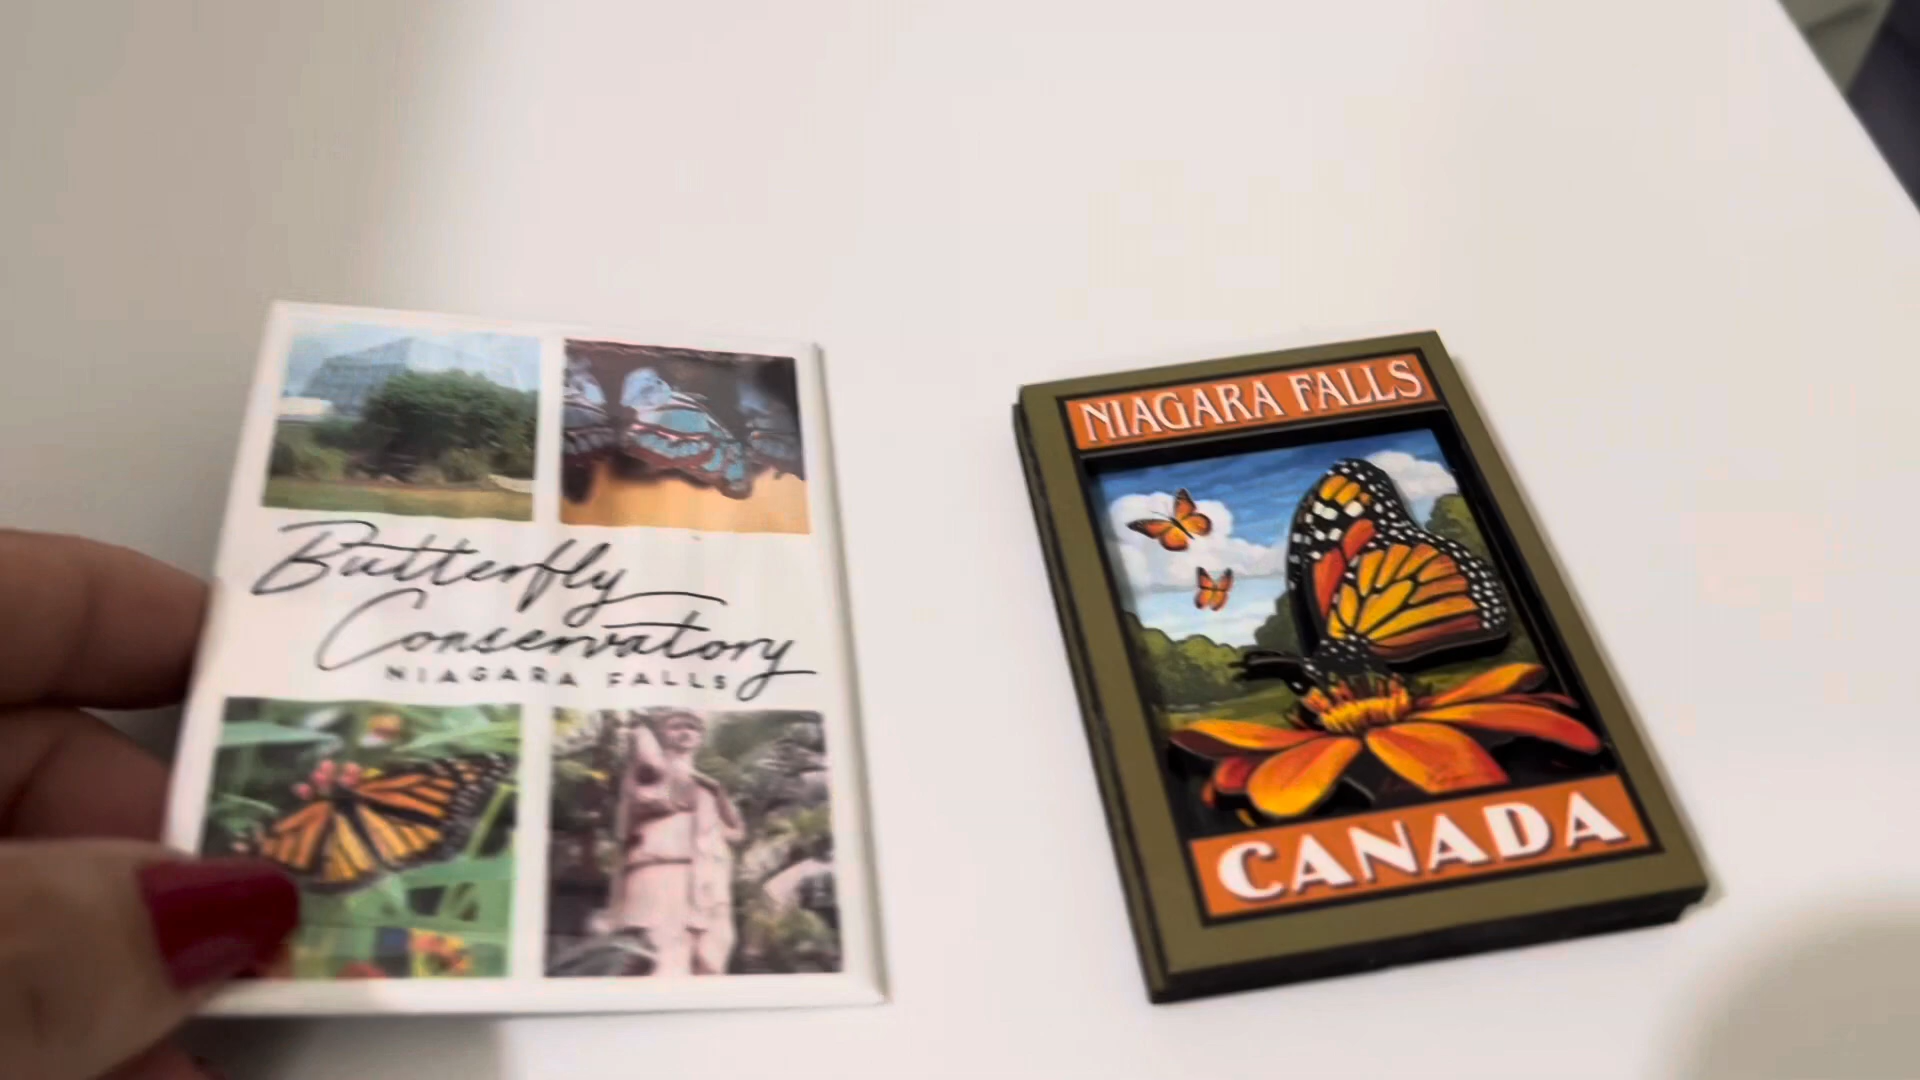 Butterfly
Conservatory
NIAGARA FALLS
NIAGARA FALLS
CANADA